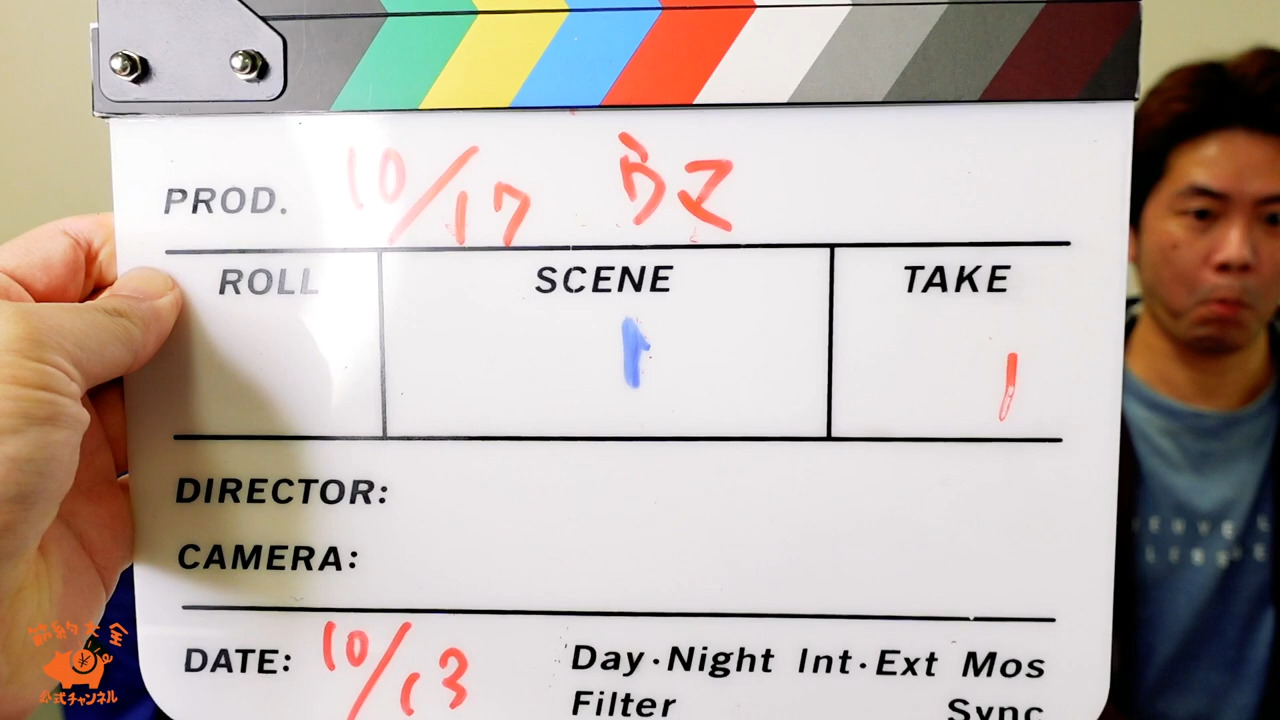 PROD. 10/17 ウマ
ROLL SCENE TAKE
1 1
DIRECTOR:
CAMERA:
DATE: 10/13 Day·Night Int·Ext Mos
Filter Sync
節約大全
公式チャンネル